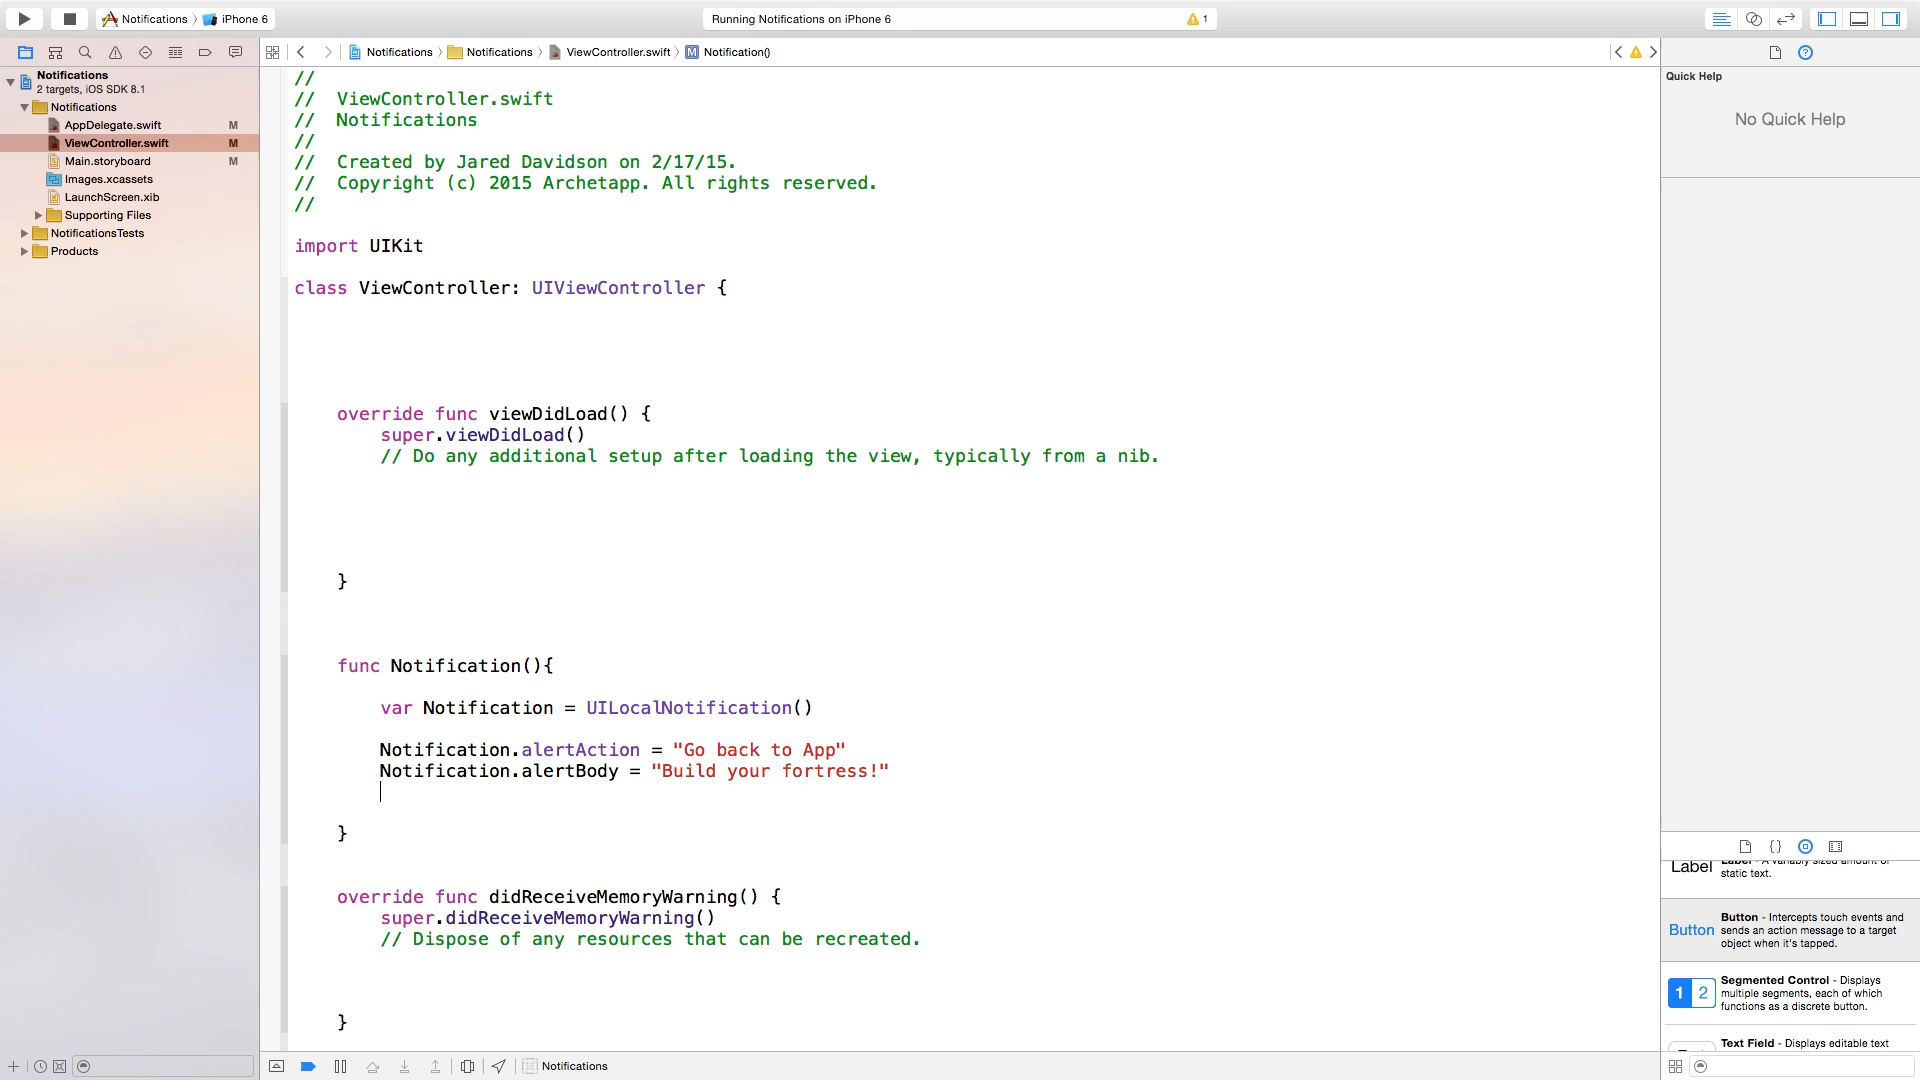 Notifications iPhone 6
Running Notifications on iPhone 6
1
Notifications
2 targets, iOS SDK 8.1
Notifications
AppDelegate.swift M
ViewController.swift M
Main.storyboard M
Images.xcassets
LaunchScreen.xib
Supporting Files
NotificationsTests
Products
Notifications Notifications ViewController.swift M Notification()
//
// ViewController.swift
// Notifications
//
// Created by Jared Davidson on 2/17/15.
// Copyright (c) 2015 Archetapp. All rights reserved.
//
import UIKit
class ViewController: UIViewController {
override func viewDidLoad() {
super.viewDidLoad()
// Do any additional setup after loading the view, typically from a nib.
}
func Notification(){
var Notification = UILocalNotification()
Notification.alertAction = "Go back to App"
Notification.alertBody = "Build your fortress!"
}
override func didReceiveMemoryWarning() {
super.didReceiveMemoryWarning()
// Dispose of any resources that can be recreated.
}
Notifications
Quick Help
No Quick Help
{}
Label
Label - A variably sized amount of
static text.
Button
Button - Intercepts touch events and
sends an action message to a target
object when it's tapped.
1 2
Segmented Control - Displays
multiple segments, each of which
functions as a discrete button.
Text Field - Displays editable text